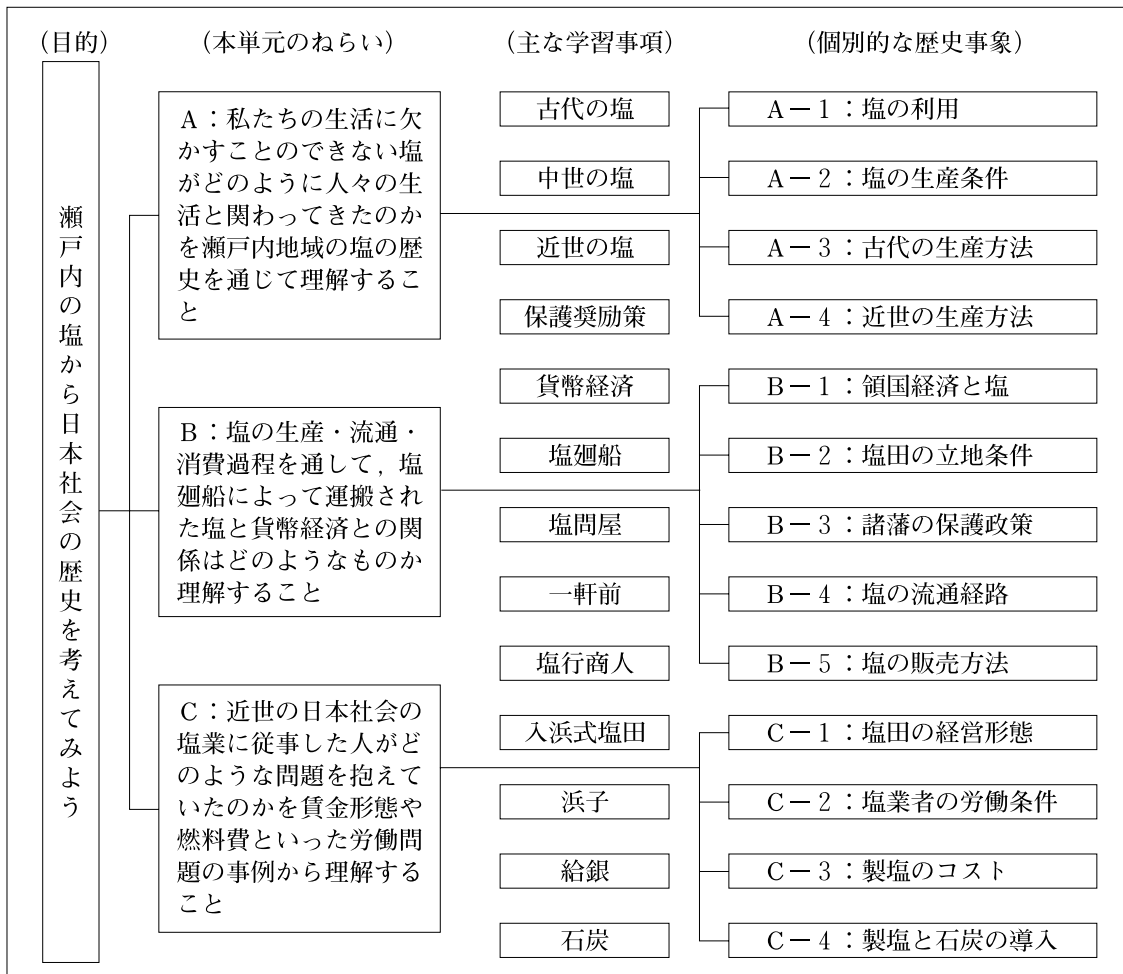 (目的)
(本単元のねらい)
(主な学習事項)
(個別的な歴史事象)
瀬戸内の塩から日本社会の歴史を考えてみよう
A:私たちの生活に欠
かすことのできない塩
がどのように人々の生
活と関わってきたのか
を瀬戸内地域の塩の歴
史を通じて理解するこ
と
B:塩の生産・流通・
消費過程を通して,塩
廻船によって運搬され
た塩と貨幣経済との関
係はどのようなものか
理解すること
C:近世の日本社会の
塩業に従事した人がど
のような問題を抱えて
いたのかを賃金形態や
燃料費といった労働問
題の事例から理解する
こと
古代の塩
中世の塩
近世の塩
保護奨励策
貨幣経済
塩廻船
塩問屋
一軒前
塩行商人
入浜式塩田
浜子
給銀
石炭
A-1:塩の利用
A-2:塩の生産条件
A-3:古代の生産方法
A-4:近世の生産方法
B-1:領国経済と塩
B-2:塩田の立地条件
B-3:諸藩の保護政策
B-4:塩の流通経路
B-5:塩の販売方法
C-1:塩田の経営形態
C-2:塩業者の労働条件
C-3:製塩のコスト
C-4:製塩と石炭の導入